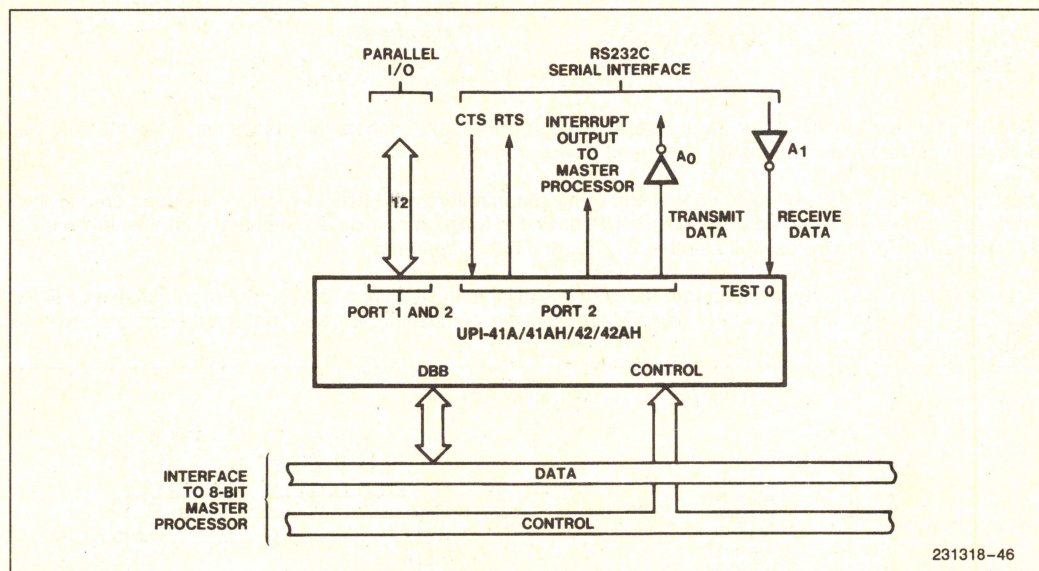 PARALLEL
I/O
RS232C
SERIAL INTERFACE
CTS RTS
INTERRUPT
OUTPUT
TO
MASTER
PROCESSOR
A0
A1
12
TRANSMIT
DATA
RECEIVE
DATA
TEST 0
PORT 1 AND 2
PORT 2
UPI-41A/41AH/42/42AH
DBB
CONTROL
INTERFACE
TO 8-BIT
MASTER
PROCESSOR
DATA
CONTROL
231318-46